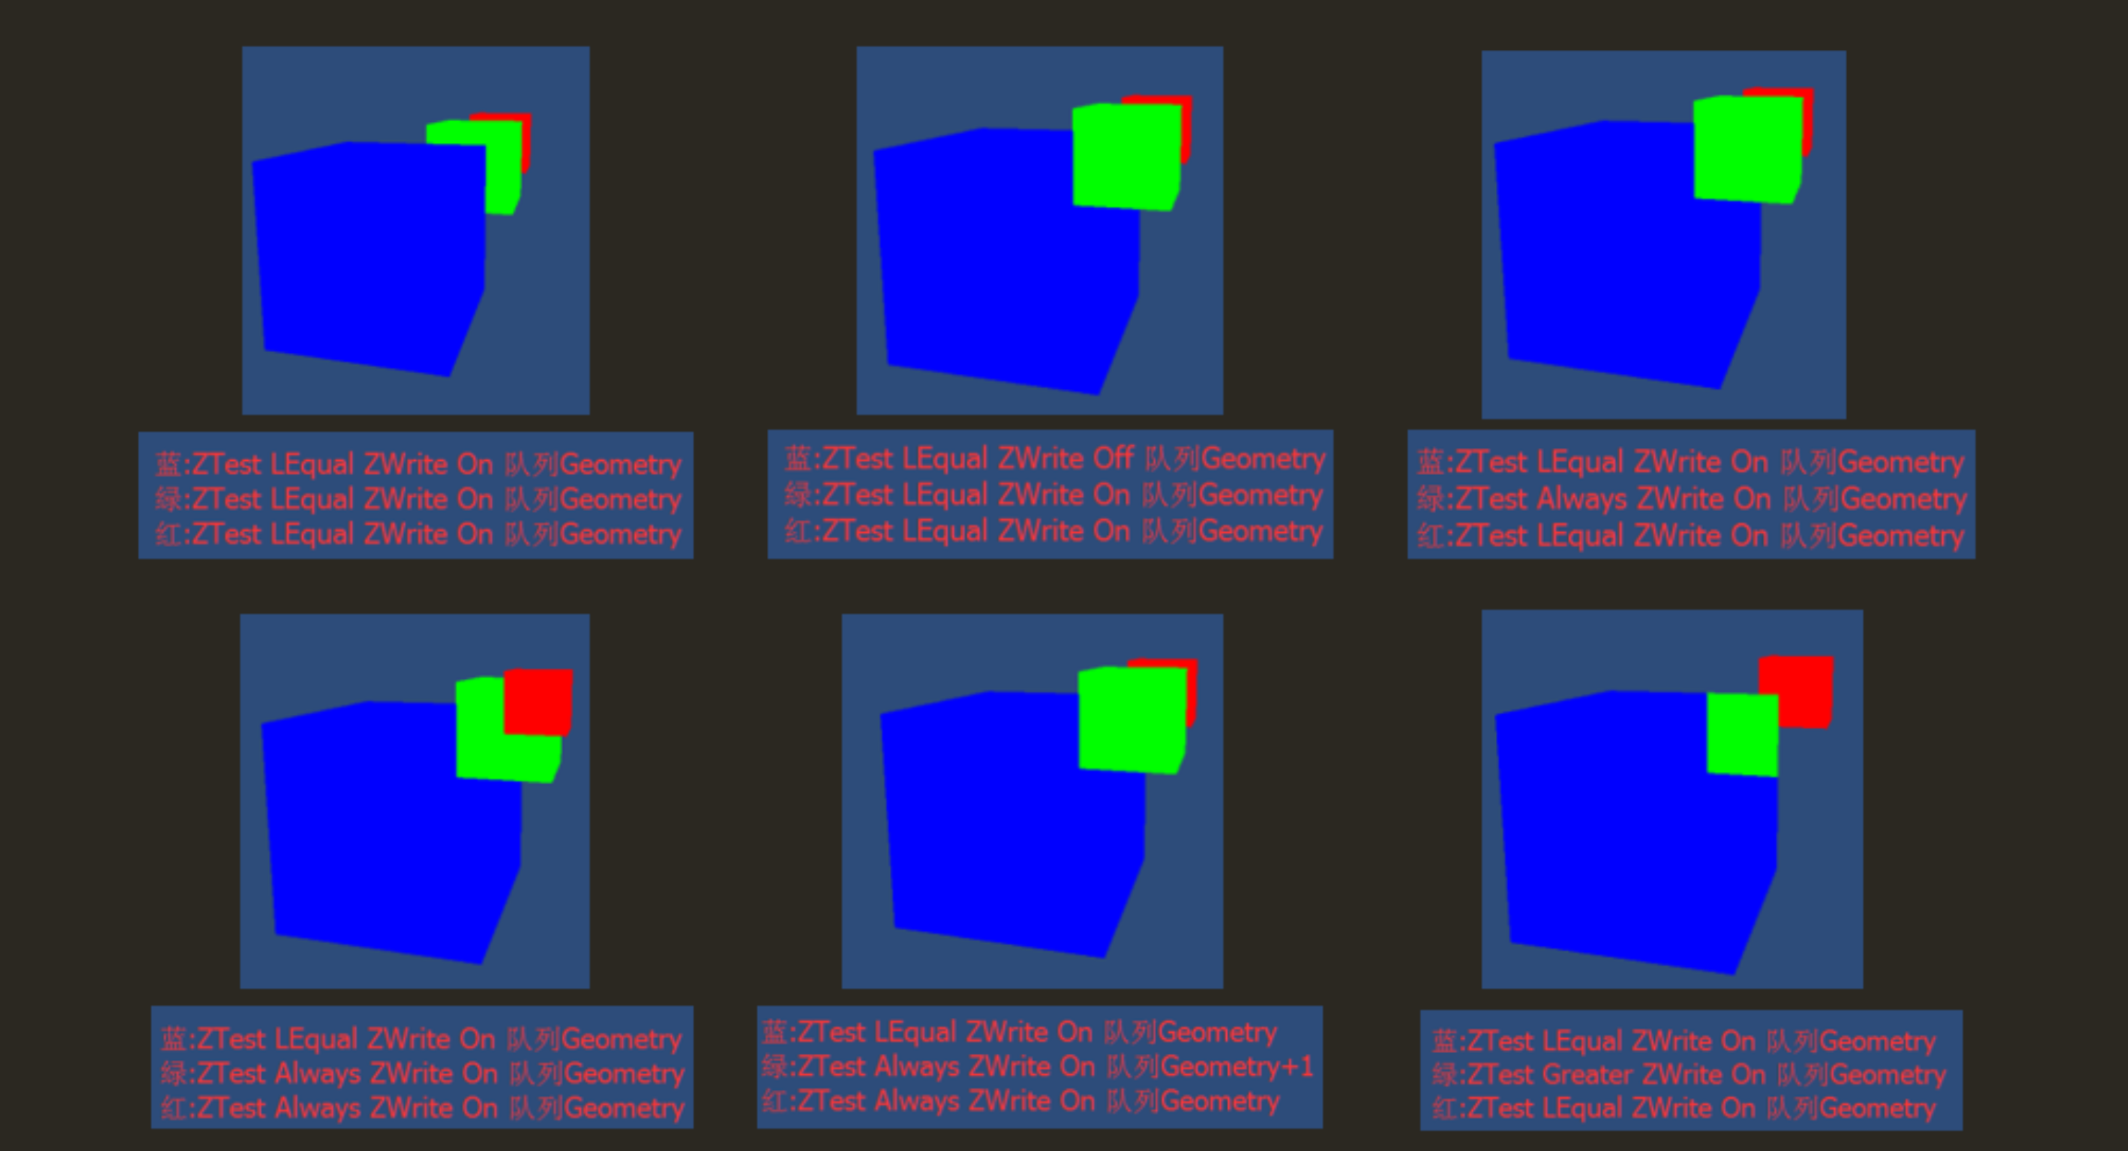 蓝:ZTest LEqual ZWrite On 队列Geometry
绿:ZTest LEqual ZWrite On 队列Geometry
红:ZTest LEqual ZWrite On 队列Geometry
蓝:ZTest LEqual ZWrite Off 队列Geometry
绿:ZTest LEqual ZWrite On 队列Geometry
红:ZTest LEqual ZWrite On 队列Geometry
蓝:ZTest LEqual ZWrite On 队列Geometry
绿:ZTest Always ZWrite On 队列Geometry
红:ZTest LEqual ZWrite On 队列Geometry
蓝:ZTest LEqual ZWrite On 队列Geometry
绿:ZTest Always ZWrite On 队列Geometry
红:ZTest Always ZWrite On 队列Geometry
蓝:ZTest LEqual ZWrite On 队列Geometry
绿:ZTest Always ZWrite On 队列Geometry+1
红:ZTest Always ZWrite On 队列Geometry
蓝:ZTest LEqual ZWrite On 队列Geometry
绿:ZTest Greater ZWrite On 队列Geometry
红:ZTest LEqual ZWrite On 队列Geometry